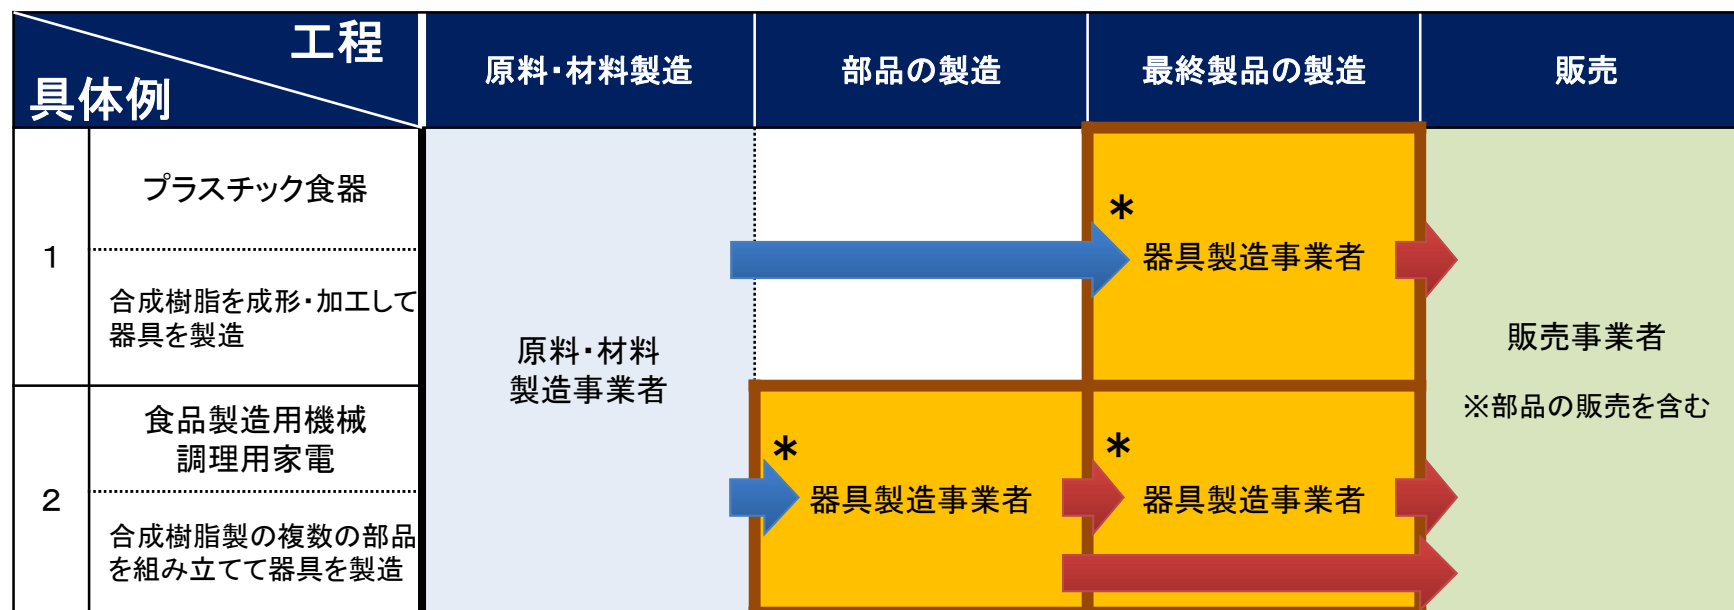 工程
具体例
原料・材料製造
部品の製造
最終製品の製造
販売
1
プラスチック食器
合成樹脂を成形・加工して
器具を製造
原料・材料
製造事業者
*
器具製造事業者
販売事業者
※部品の販売を含む
2
食品製造用機械
調理用家電
合成樹脂製の複数の部品
を組み立てて器具を製造
*
器具製造事業者
*
器具製造事業者